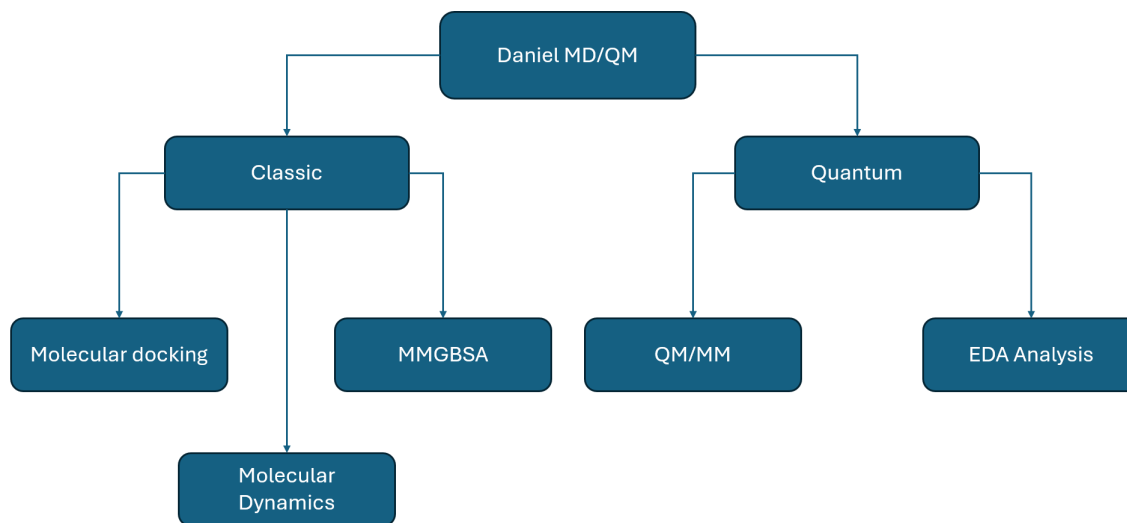 Daniel MD/QM
Classic
Quantum
Molecular docking
MMGBSA
QM/MM
EDA Analysis
Molecular
Dynamics